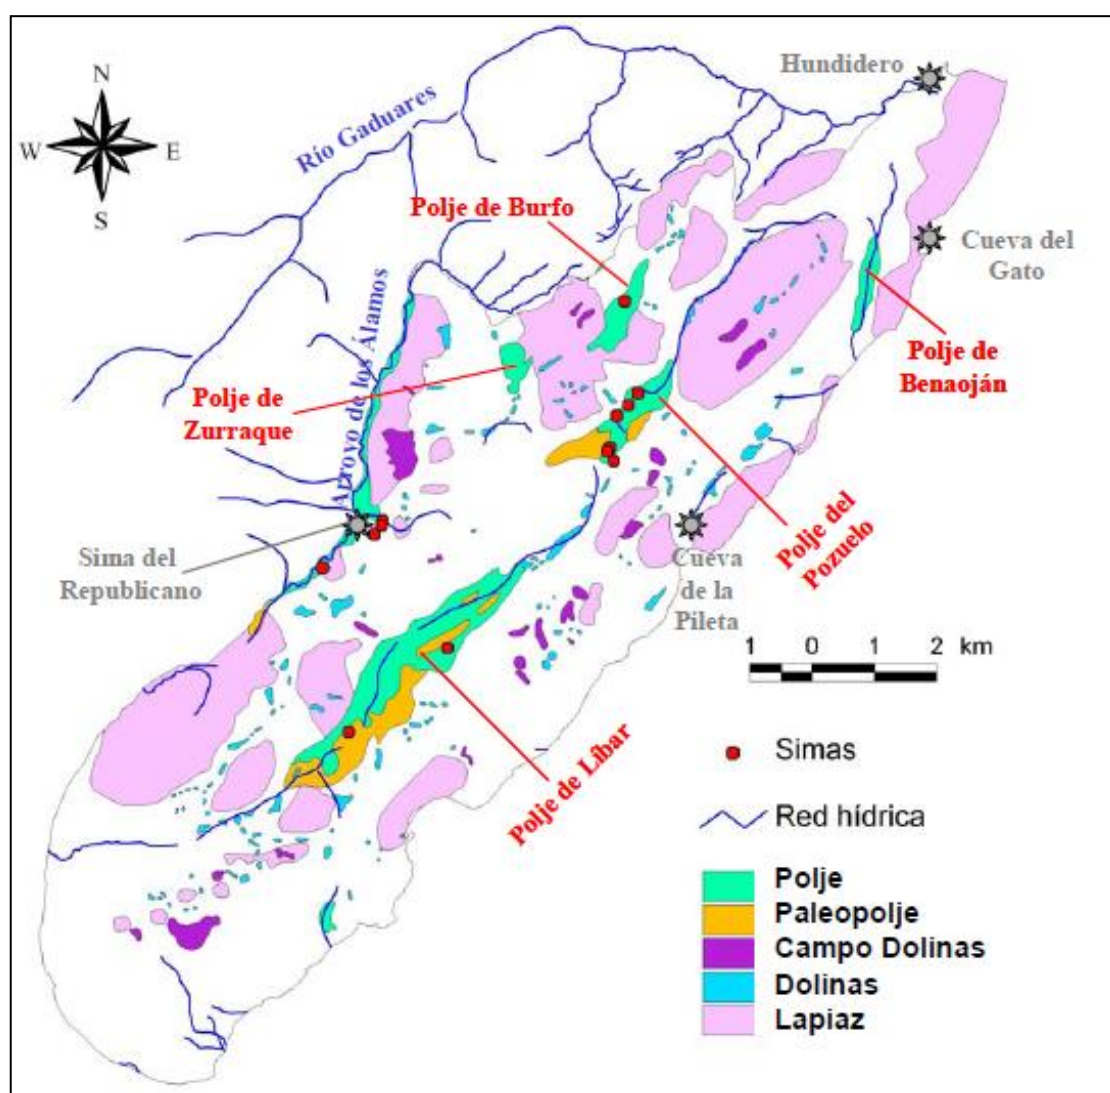 Hundidero
N
Río Gaduares
W
E
S
Polje de Burfo
Cueva del
Gato
Arroyo de los Álamos
Polje de
Benaoján
Polje de
Zurraque
Sima del
Republicano
Polje del
Pozuelo
Cueva
de la
Pileta
1 0 1 2 km
Polje de Líbar
Simas
Red hídrica
Polje
Paleopolje
Campo Dolinas
Dolinas
Lapiaz